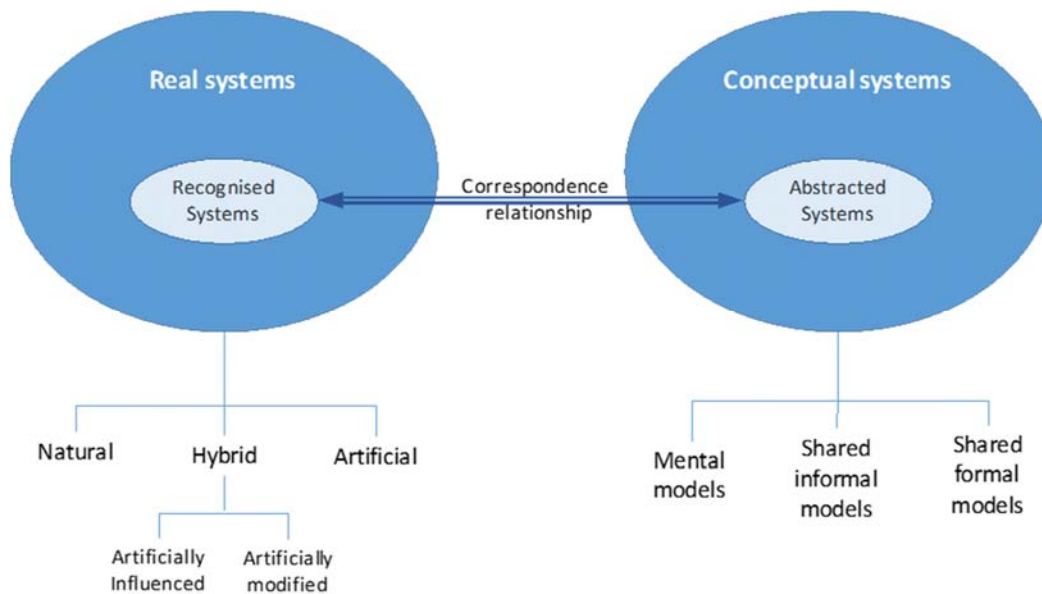 Real systems
Conceptual systems
Recognised
Systems
Correspondence
relationship
Abstracted
Systems
Natural
Hybrid
Artificial
Artificially
Influenced
Artificially
modified
Mental
models
Shared
informal
models
Shared
formal
models